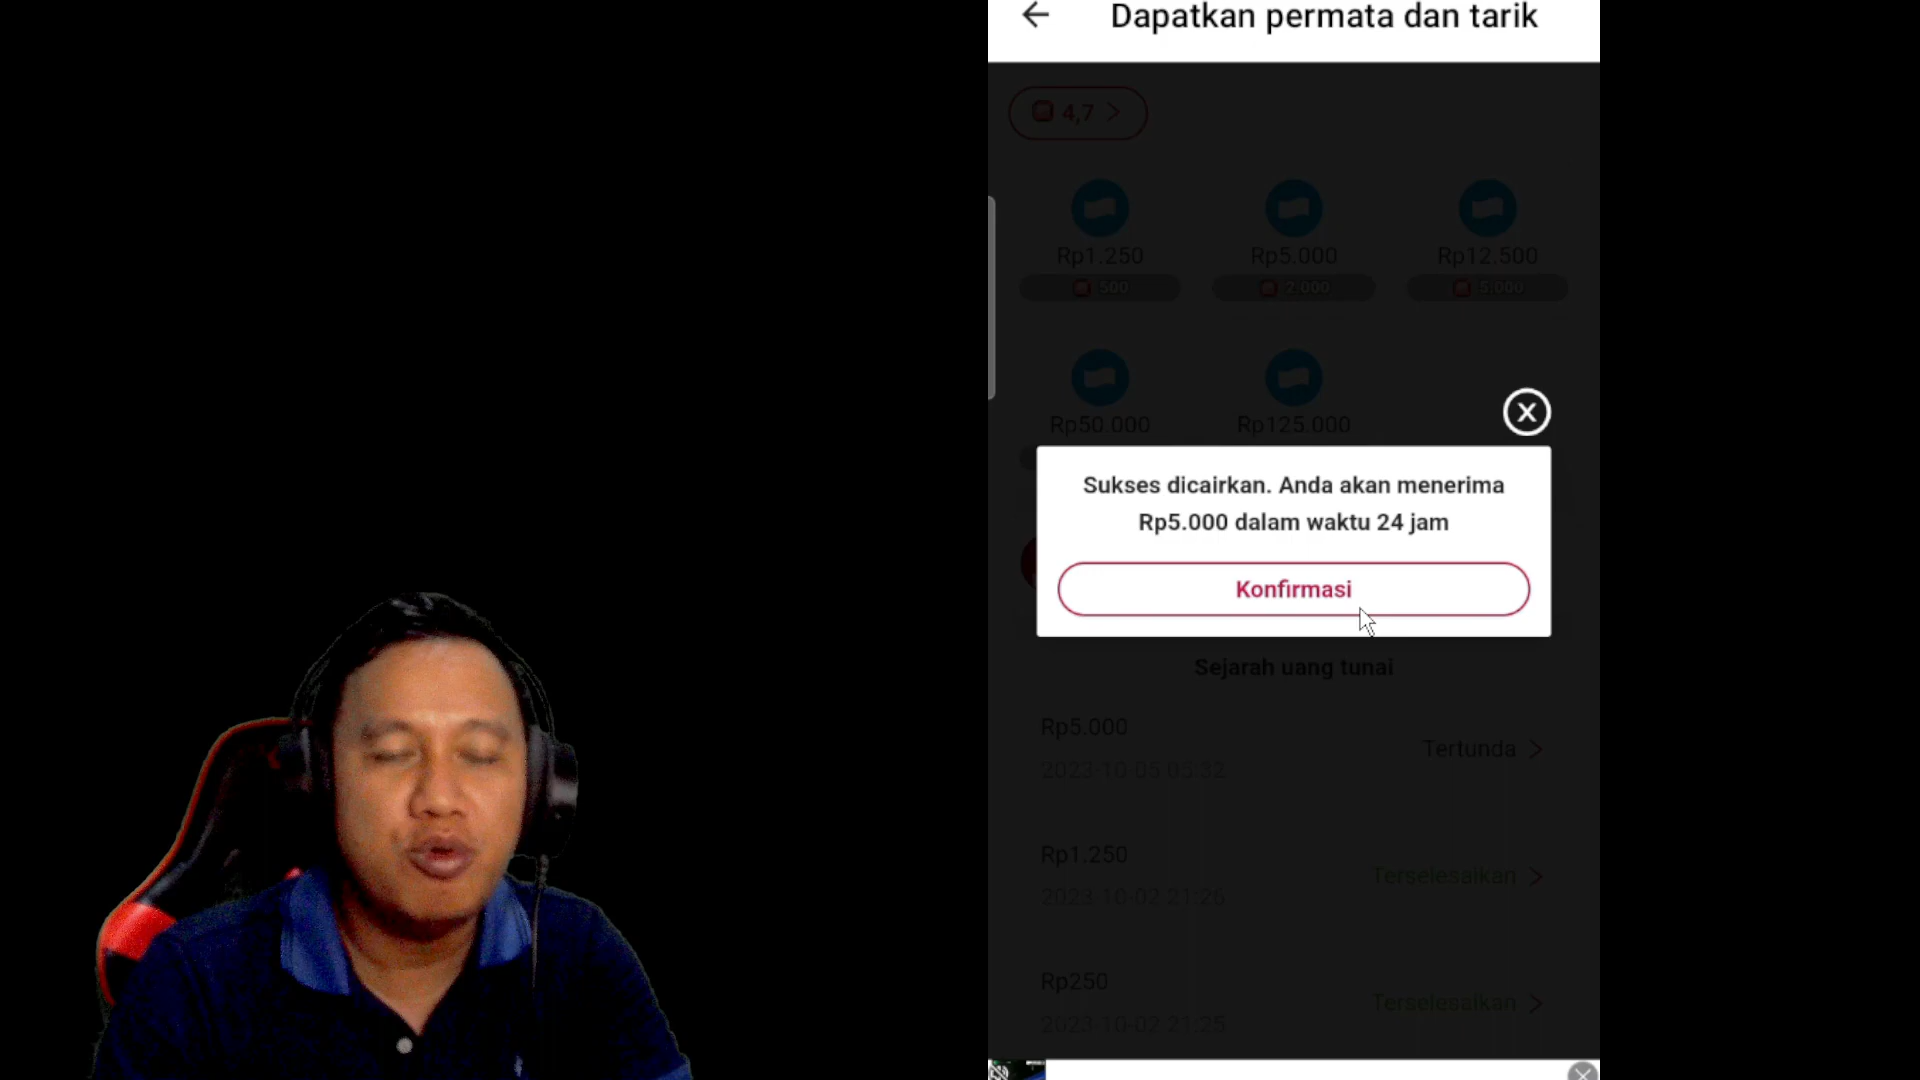 Dapatkan permata dan tarik
4,7
Rp1.250
Rp5.000
Rp12.500
500
2.000
5.000
Rp50.000
Rp125.000
X
Sukses dicairkan. Anda akan menerima
Rp5.000 dalam waktu 24 jam
Konfirmasi
Sejarah uang tunai
Rp5.000
Tertunda
2023-10-05 05:32
Rp1.250
Terselesaikan
2023-10-02 21:26
Rp250
Terselesaikan
2023-10-02 21:25